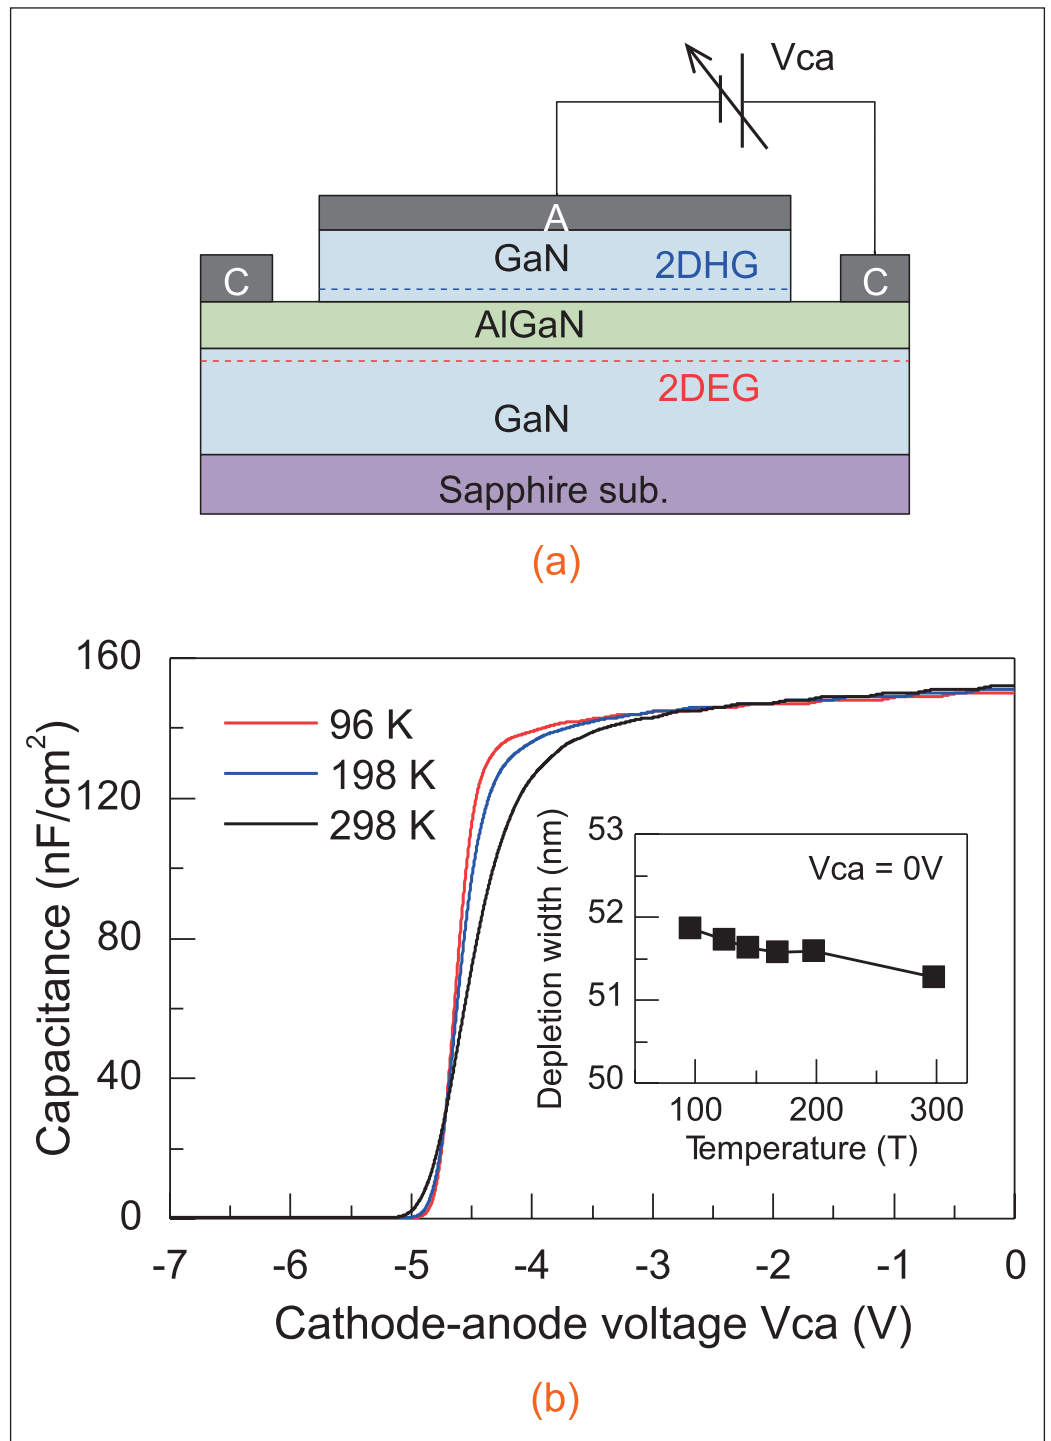 Vca
A
GaN
2DHG
C
C
AlGaN
2DEG
GaN
Sapphire sub.
(a)
160
120
80
40
0
Capacitance (nF/cm²)
96 K
198 K
298 K
53
52
51
50
Depletion width (nm)
Vca = 0V
100 200 300
Temperature (T)
-7 -6 -5 -4 -3 -2 -1 0
Cathode-anode voltage Vca (V)
(b)